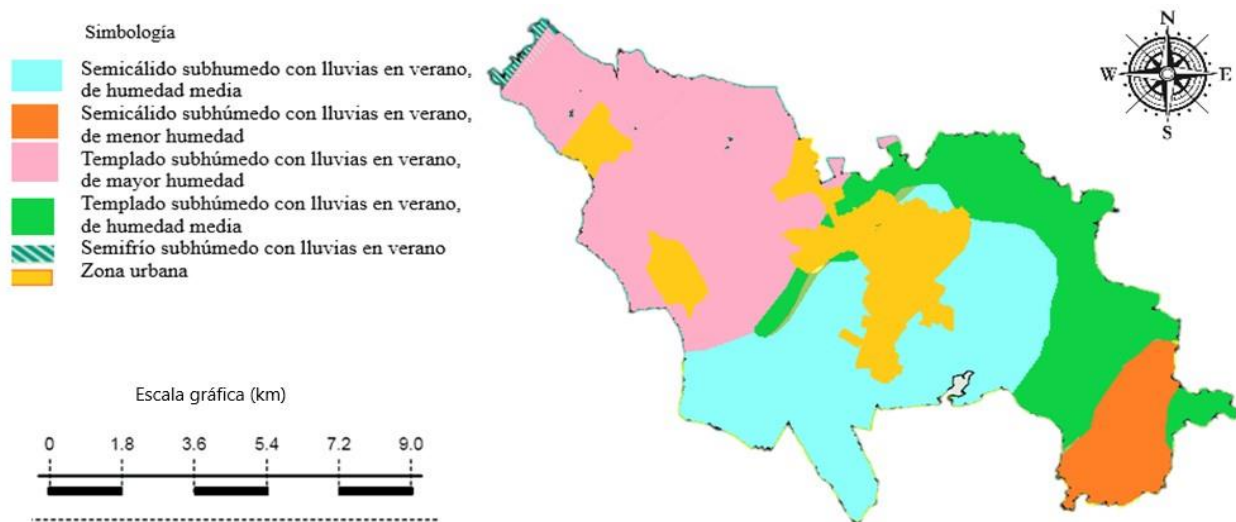 Simbología
Semicálido subhumedo con lluvias en verano,
de humedad media
Semicálido subhúmedo con lluvias en verano,
de menor humedad
Templado subhúmedo con lluvias en verano,
de mayor humedad
Templado subhúmedo con lluvias en verano,
de humedad media
Semifrío subhúmedo con lluvias en verano
Zona urbana
N
W E
S
Escala gráfica (km)
0 1.8 3.6 5.4 7.2 9.0